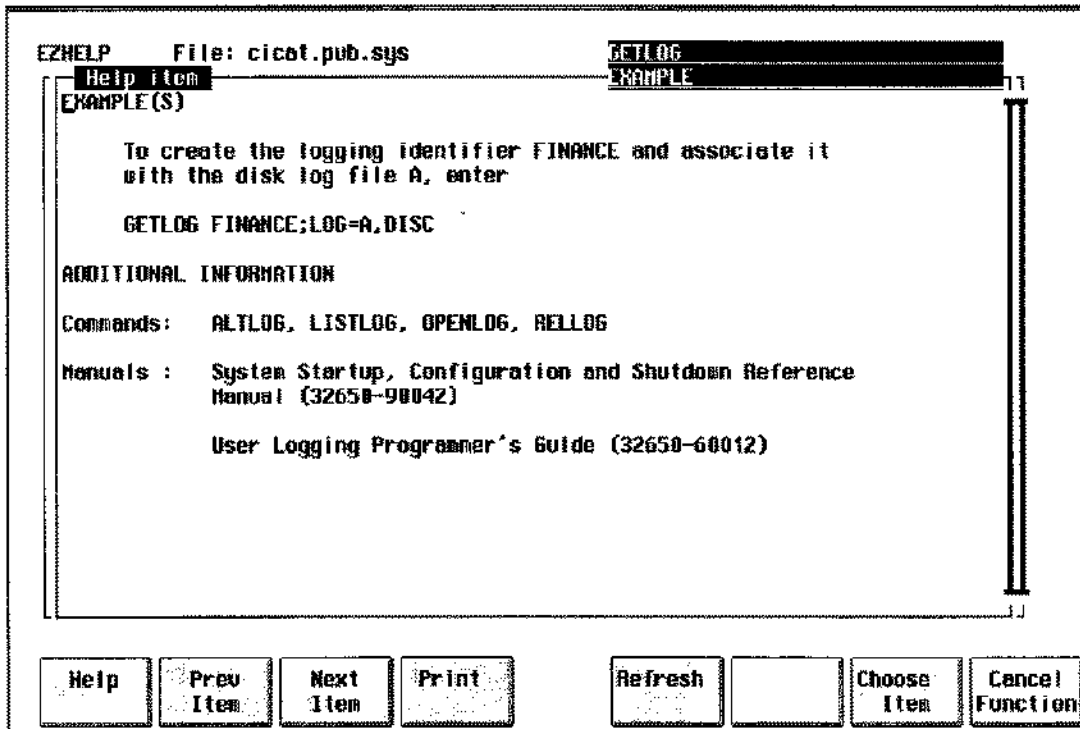 EZHELP File: cicat.pub.sys GETLOG
Help item EXAMPLE
EXAMPLE(S)
To create the logging identifier FINANCE and associate it
with the disk log file A, enter
GETLOG FINANCE;LOG=A,DISC
ADDITIONAL INFORMATION
Commands: ALTLOG, LISTLOG, OPENLOG, RELLOG
Manuals : System Startup, Configuration and Shutdown Reference
Manual (32650-90042)
User Logging Programmer's Guide (32650-60012)
Help Prev Next Print Refresh Choose Cancel
Item Item Item Function